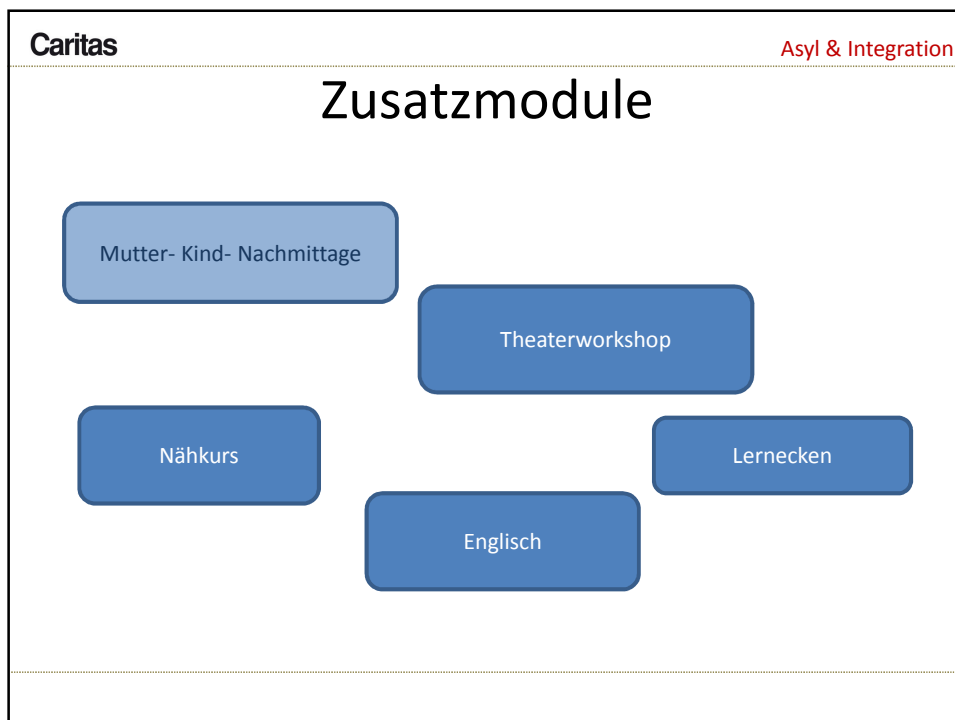 Caritas
Asyl & Integration
Zusatzmodule
Mutter- Kind- Nachmittage
Theaterworkshop
Nähkurs
Lernecken
Englisch